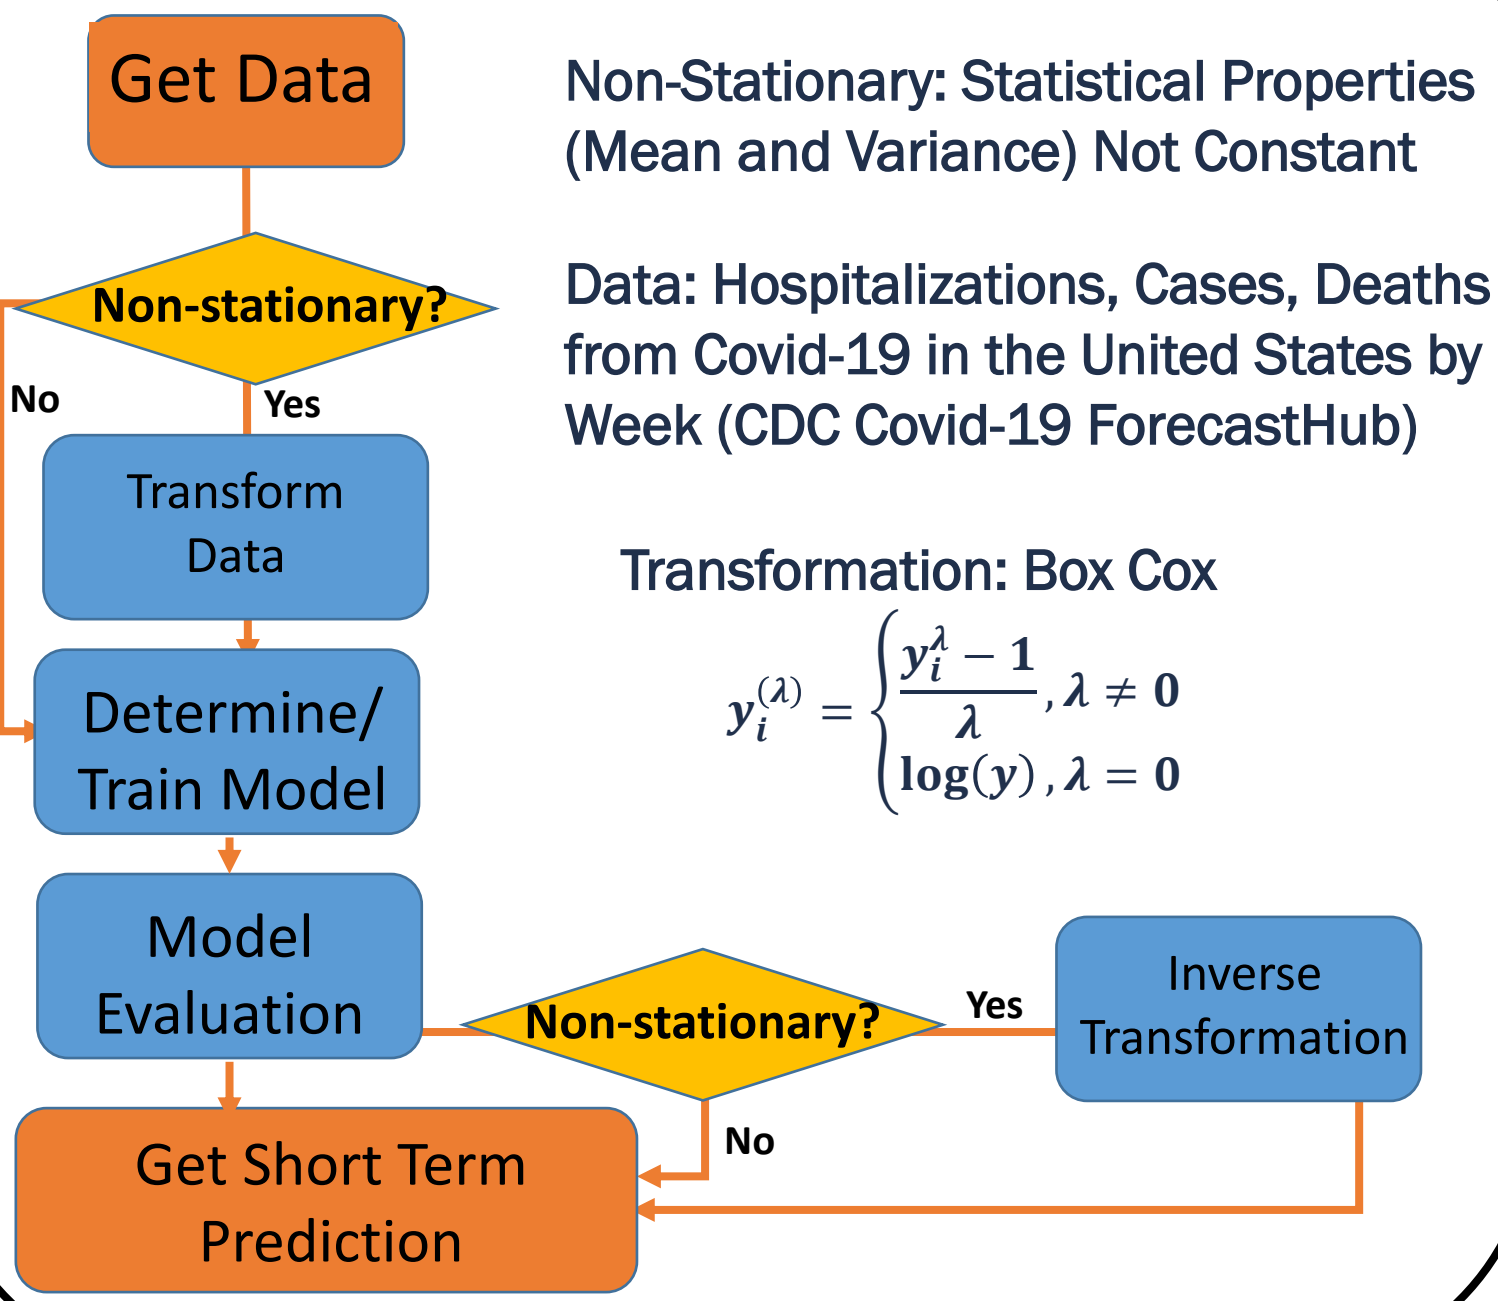 Get Data
Non-stationary?
No
Yes
Transform
Data
Determine/
Train Model
Model
Evaluation
Non-stationary?
Yes
No
Inverse
Transformation
Get Short Term
Prediction
Non-Stationary: Statistical Properties
(Mean and Variance) Not Constant
Data: Hospitalizations, Cases, Deaths
from Covid-19 in the United States by
Week (CDC Covid-19 ForecastHub)
Transformation: Box Cox
y_i^(λ) = { (y_i^λ − 1)/λ , λ ≠ 0
log(y) , λ = 0